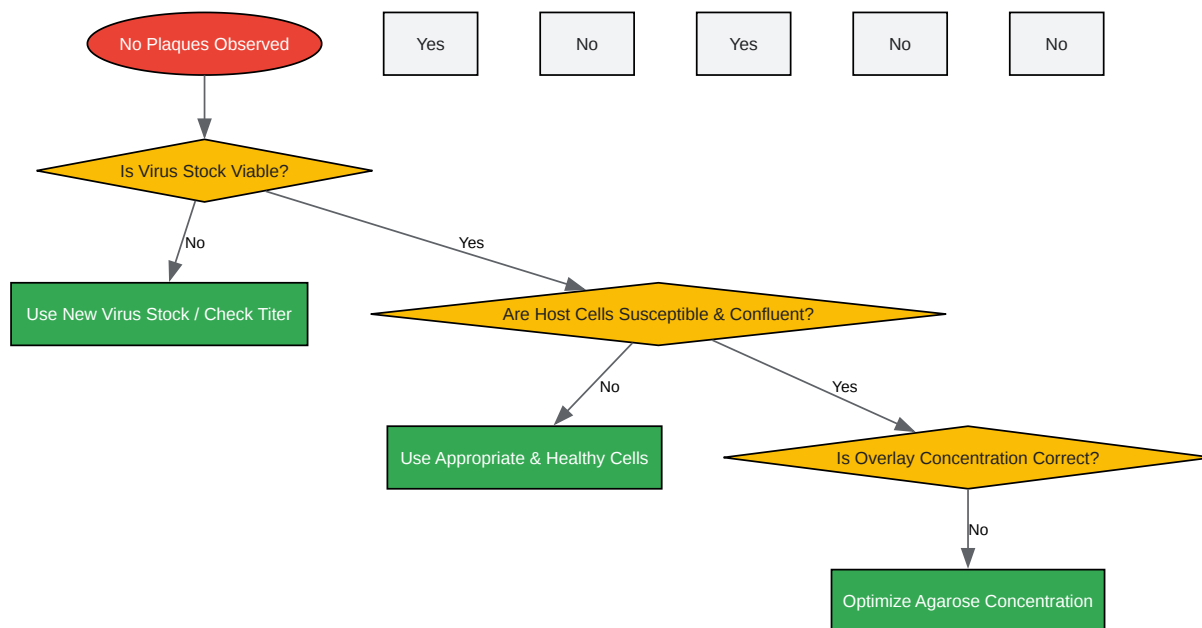 No Plaques Observed
Yes
No
Yes
No
No
Is Virus Stock Viable?
No
Yes
Use New Virus Stock / Check Titer
Are Host Cells Susceptible & Confluent?
No
Yes
Use Appropriate & Healthy Cells
Is Overlay Concentration Correct?
No
Optimize Agarose Concentration